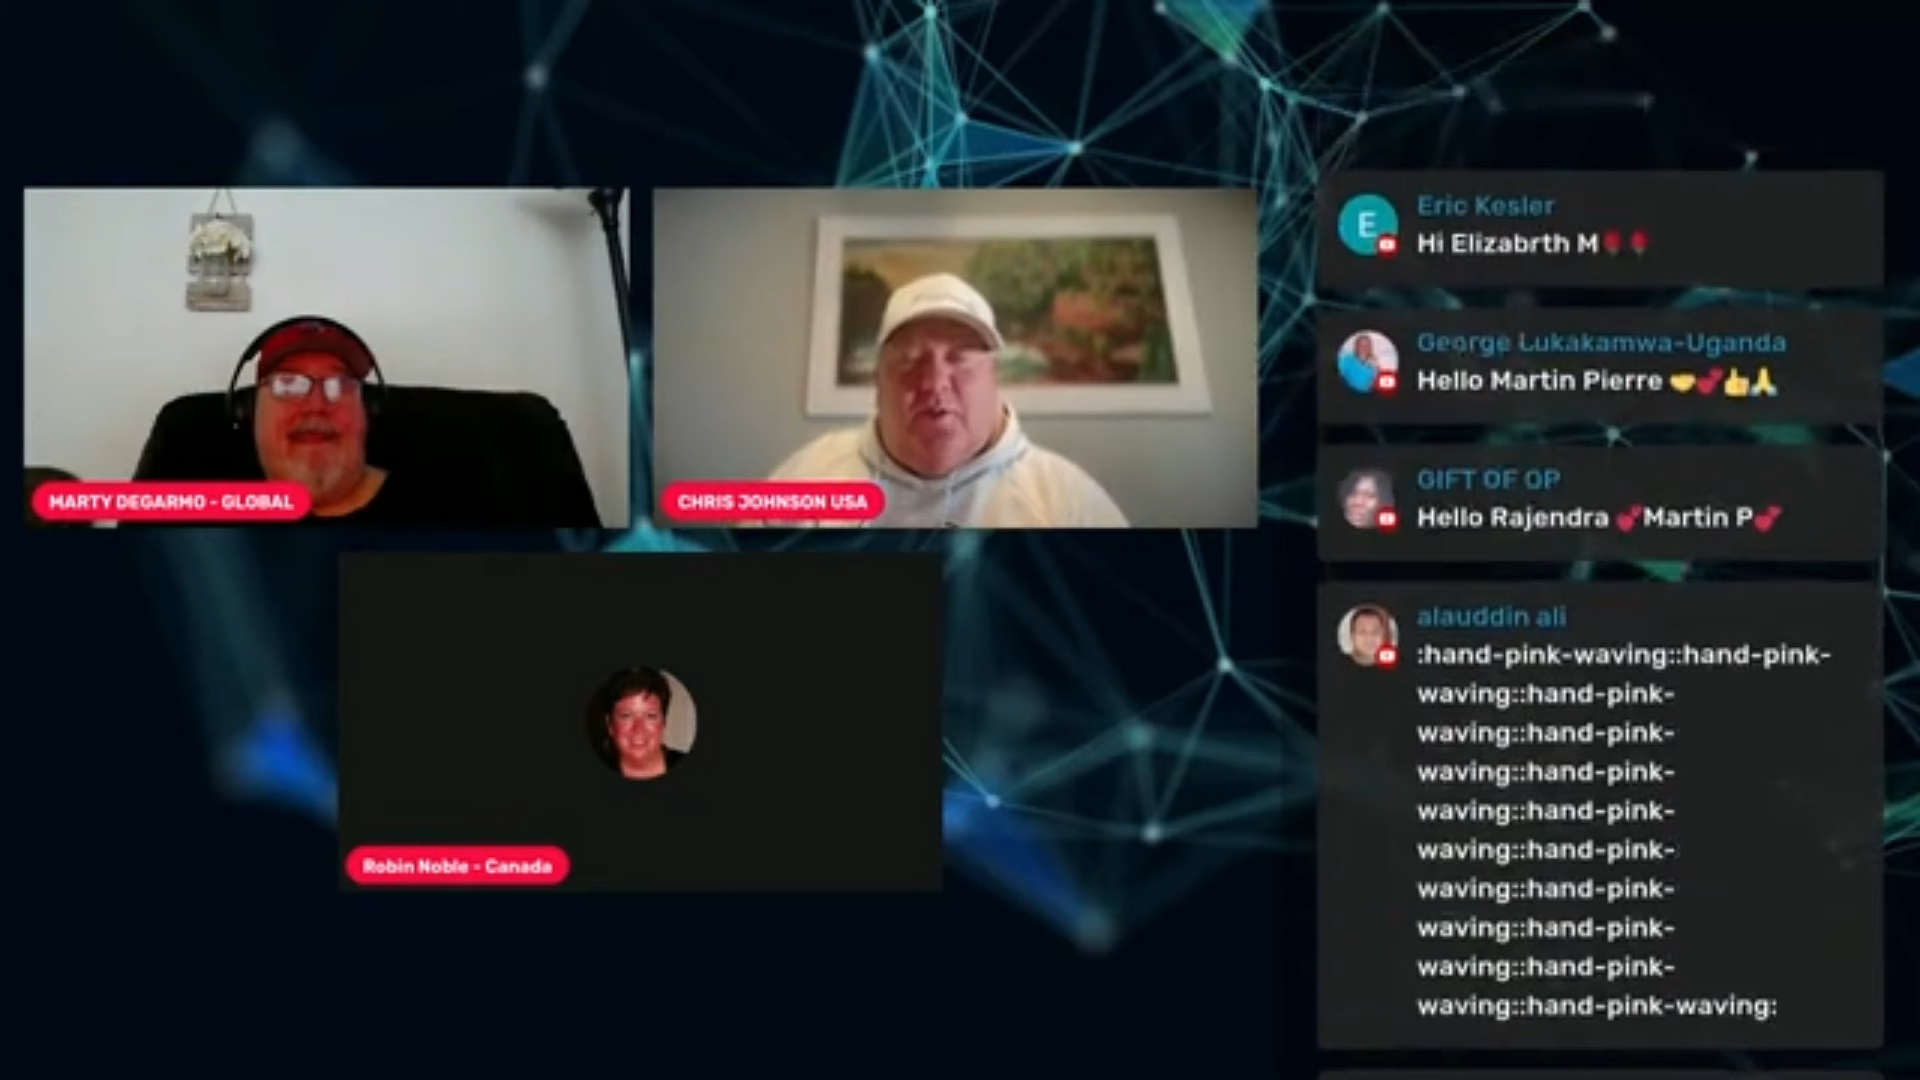 MARTY DEGARMO - GLOBAL
CHRIS JOHNSON USA
Robin Noble - Canada
E
Eric Kesler
Hi Elizabrth M🌹🌹
George Lukakamwa-Uganda
Hello Martin Pierre 🤝💕👍🙏
GIFT OF OP
Hello Rajendra 💕Martin P💕
alauddin ali
:hand-pink-waving::hand-pink-
waving::hand-pink-
waving::hand-pink-
waving::hand-pink-
waving::hand-pink-
waving::hand-pink-
waving::hand-pink-
waving::hand-pink-
waving::hand-pink-
waving::hand-pink-waving: